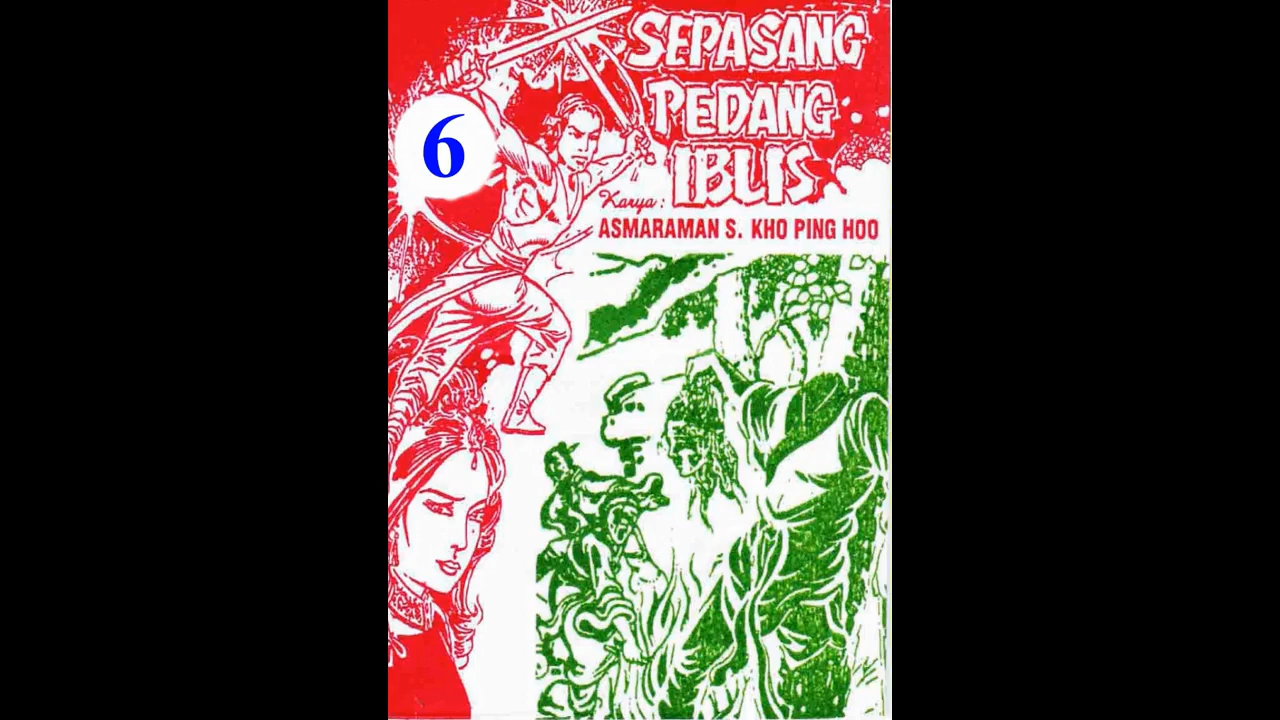 SEPASANG
PEDANG
IBLIS
6
Karya :
ASMARAMAN S. KHO PING HOO